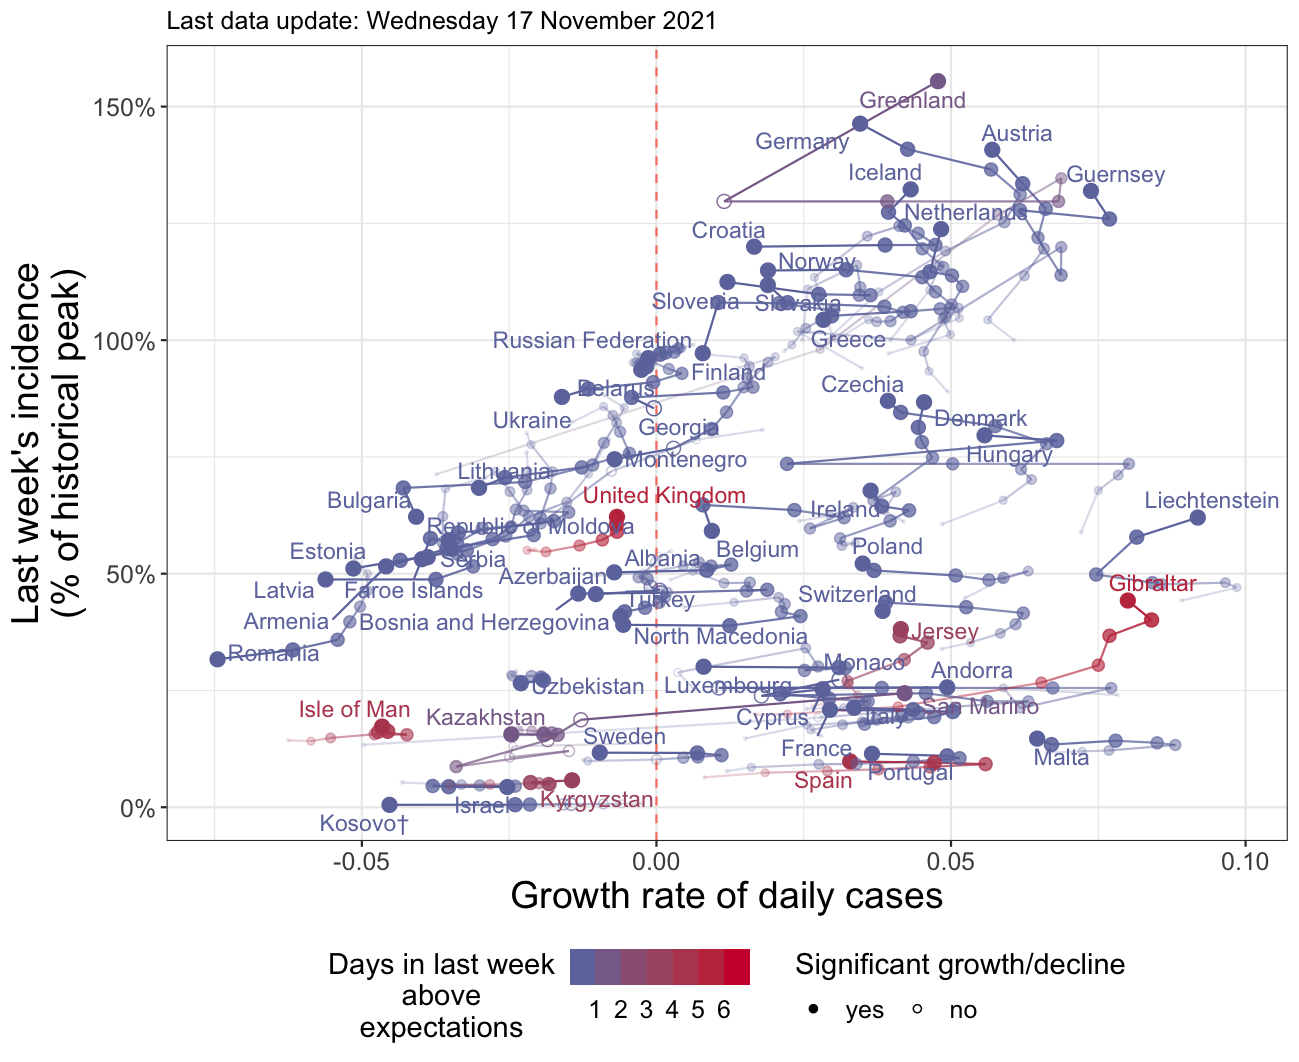 Last data update: Wednesday 17 November 2021
Last week's incidence
(% of historical peak)
150%
100%
50%
0%
Greenland
Germany
Austria
Iceland
Guernsey
Netherlands
Croatia
Norway
Slovenia
Slovakia
Greece
Russian Federation
Finland
Belarus
Czechia
Ukraine
Georgia
Denmark
Hungary
Montenegro
Lithuania
Bulgaria
United Kingdom
Liechtenstein
Ireland
Republic of Moldova
Belgium
Poland
Estonia
Serbia
Albania
Latvia
Faroe Islands
Azerbaijan
Gibraltar
Turkey
Switzerland
Armenia
Bosnia and Herzegovina
North Macedonia
Jersey
Romania
Monaco
Andorra
Uzbekistan
Luxembourg
San Marino
Isle of Man
Kazakhstan
Cyprus
Italy
Sweden
France
Malta
Spain
Portugal
Israel
Kyrgyzstan
Kosovo†
-0.05
0.00
0.05
0.10
Growth rate of daily cases
Days in last week
above
expectations
1 2 3 4 5 6
Significant growth/decline
yes
no